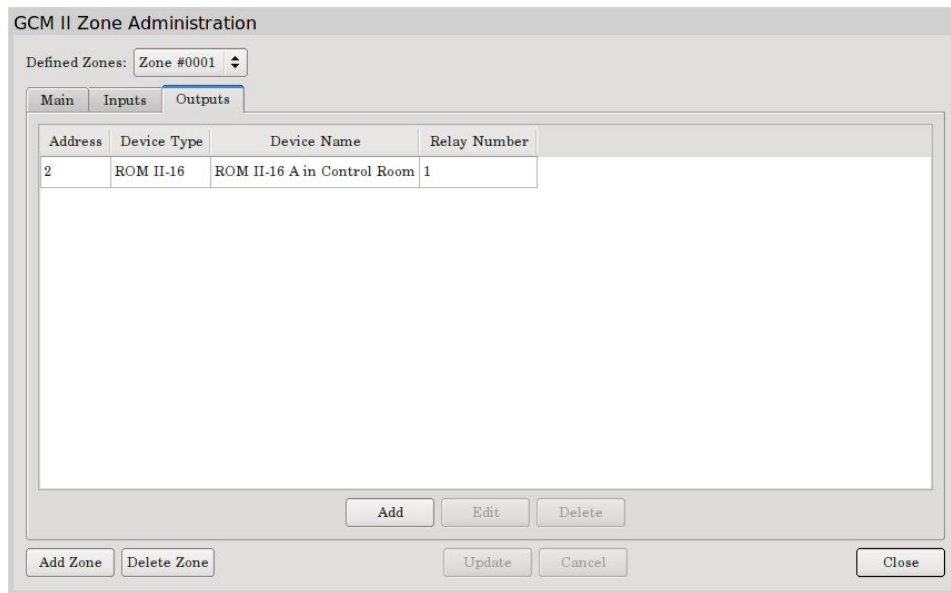 GCM II Zone Administration
Defined Zones: Zone #0001
Main Inputs Outputs
Address Device Type Device Name Relay Number
2 ROM II-16 ROM II-16 A in Control Room 1
Add Edit Delete
Add Zone Delete Zone Update Cancel Close